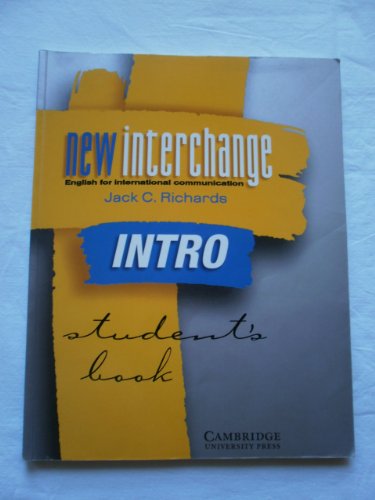 new interchange
English for international communication
Jack C. Richards
INTRO
student's
book
CAMBRIDGE
UNIVERSITY PRESS